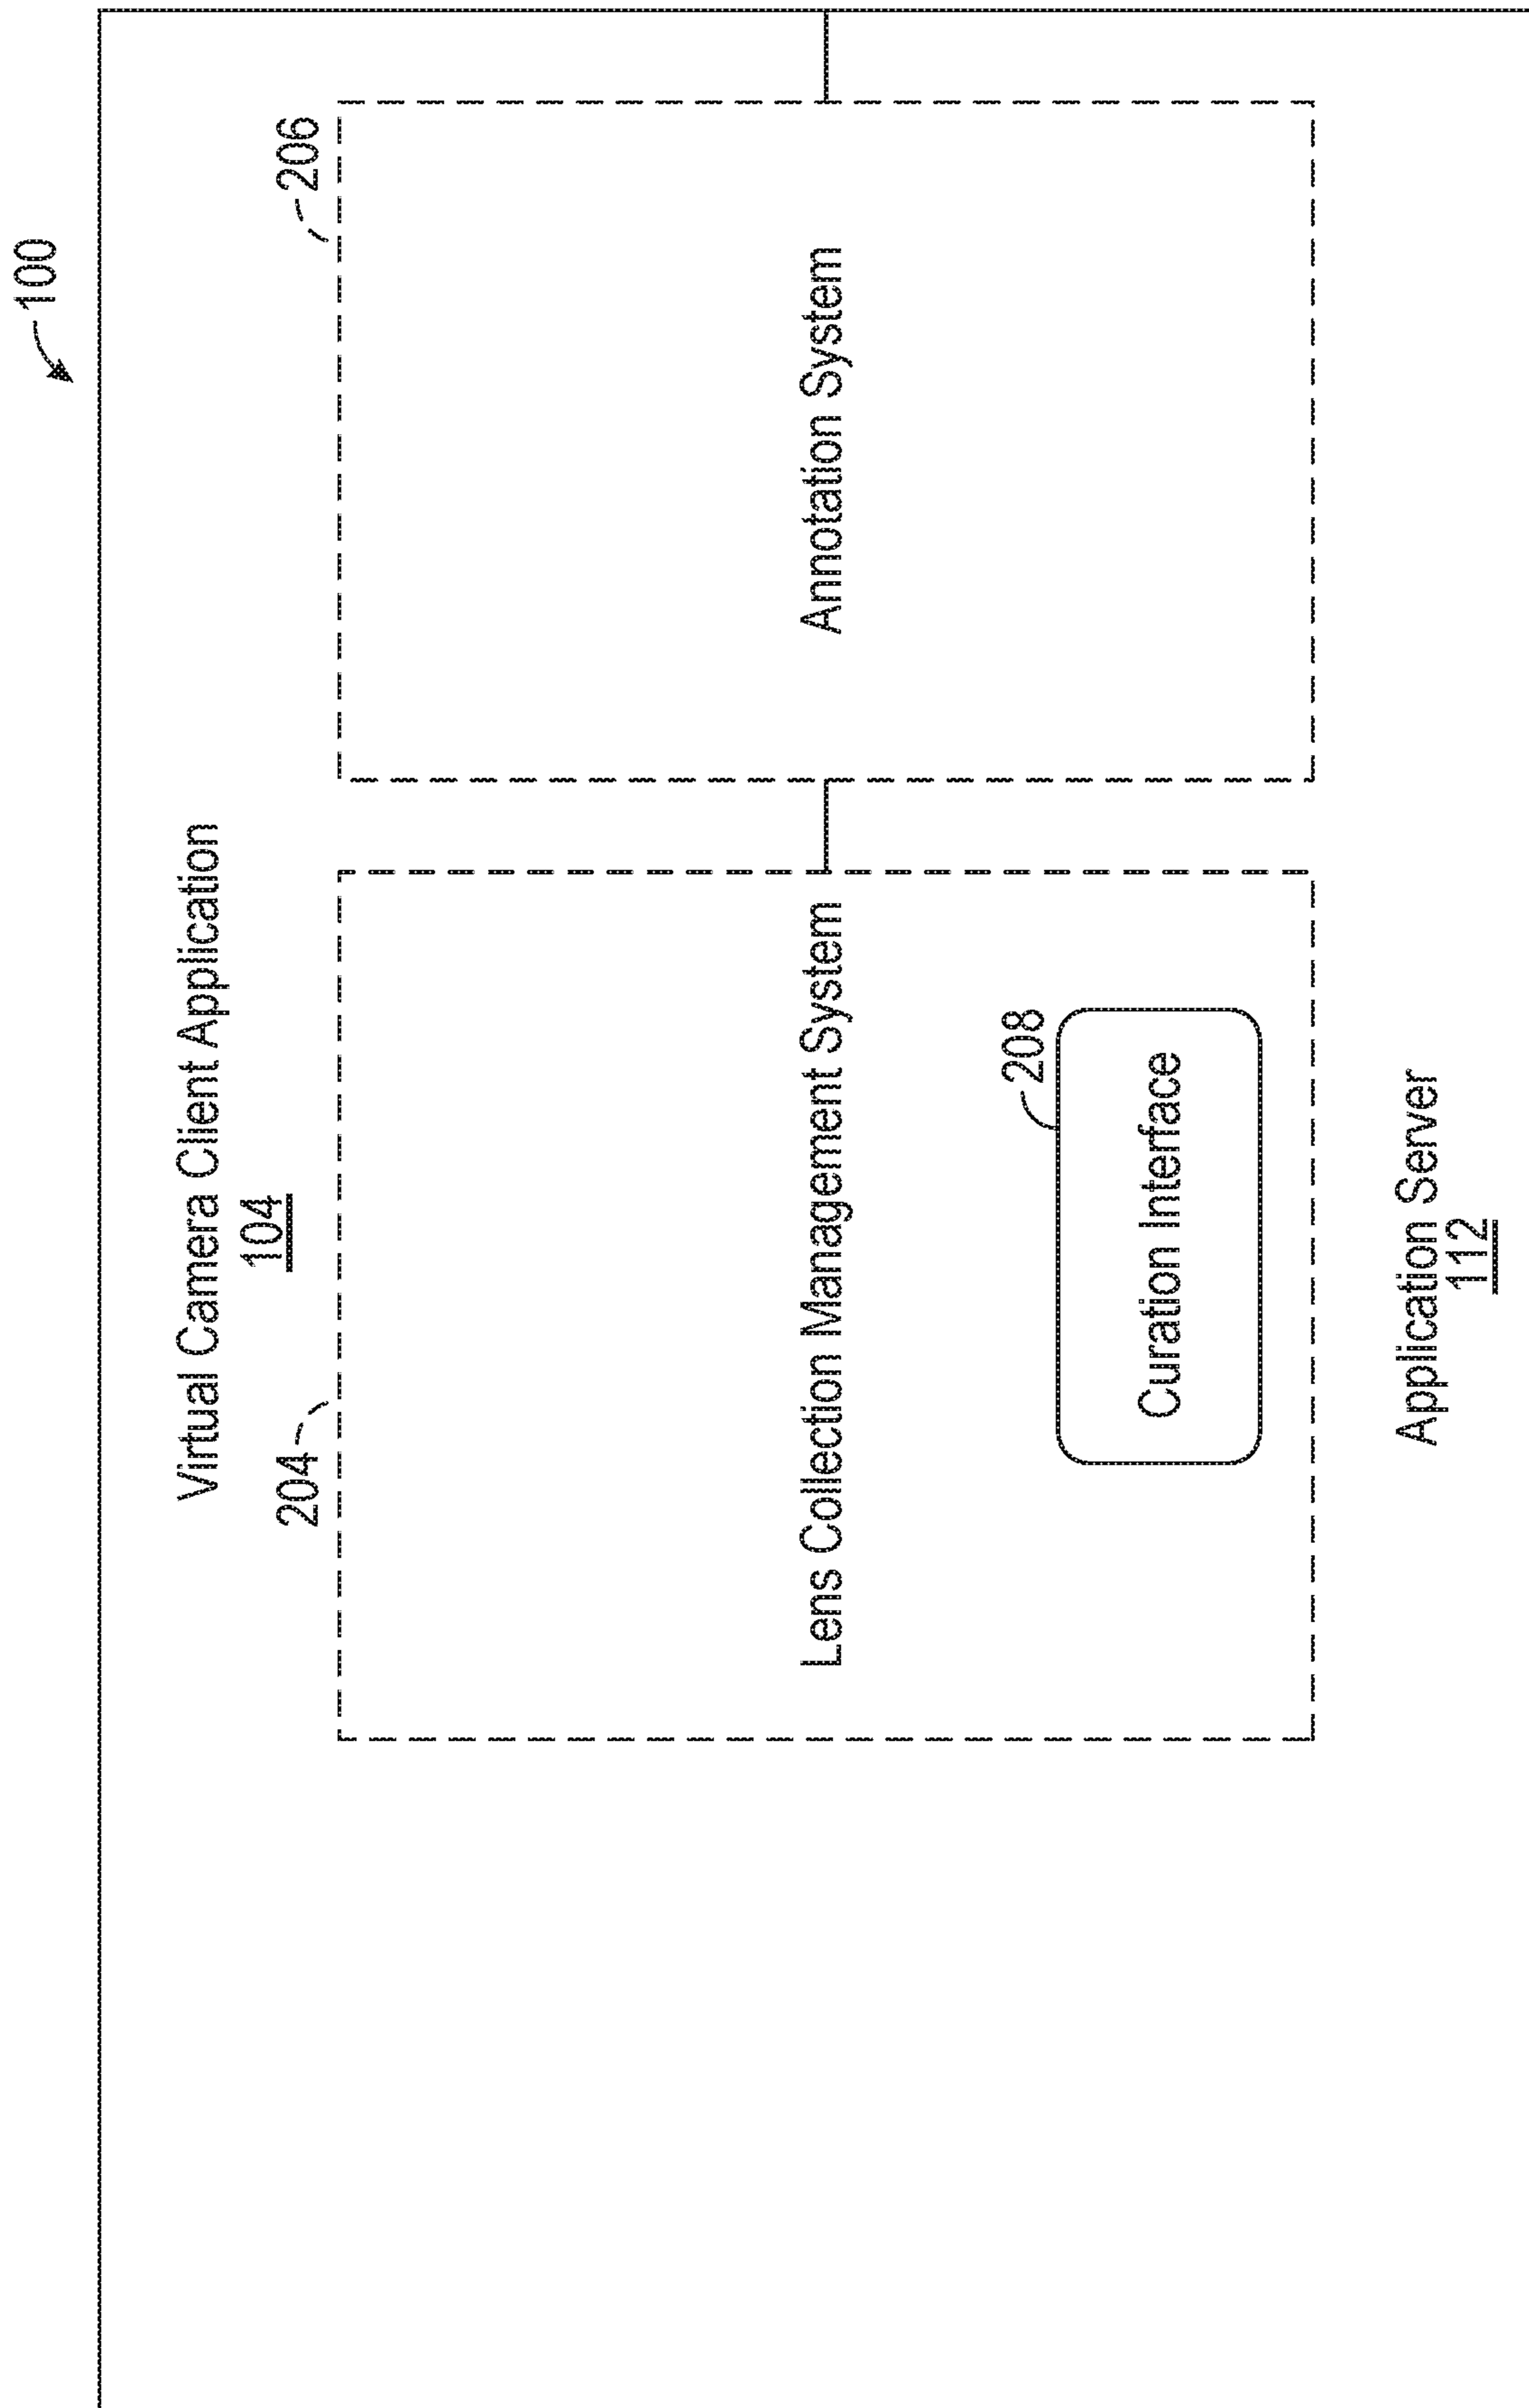 100
Virtual Camera Client Application
104
204
206
Lens Collection Management System
Annotation System
208
Curation Interface
Application Server
112